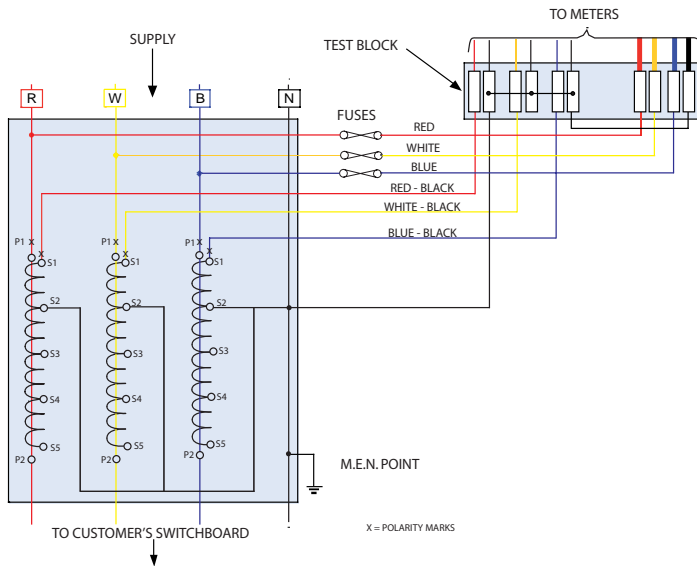 TO METERS
SUPPLY
TEST BLOCK
R
W
B
N
FUSES
RED
WHITE
BLUE
RED - BLACK
WHITE - BLACK
BLUE - BLACK
P1 x
x
S1
P1 x
x
S1
P1 x
x
S1
S2
S2
S2
S3
S3
S3
S4
S4
S4
S5
S5
S5
P2
P2
P2
M.E.N. POINT
TO CUSTOMER'S SWITCHBOARD
X = POLARITY MARKS